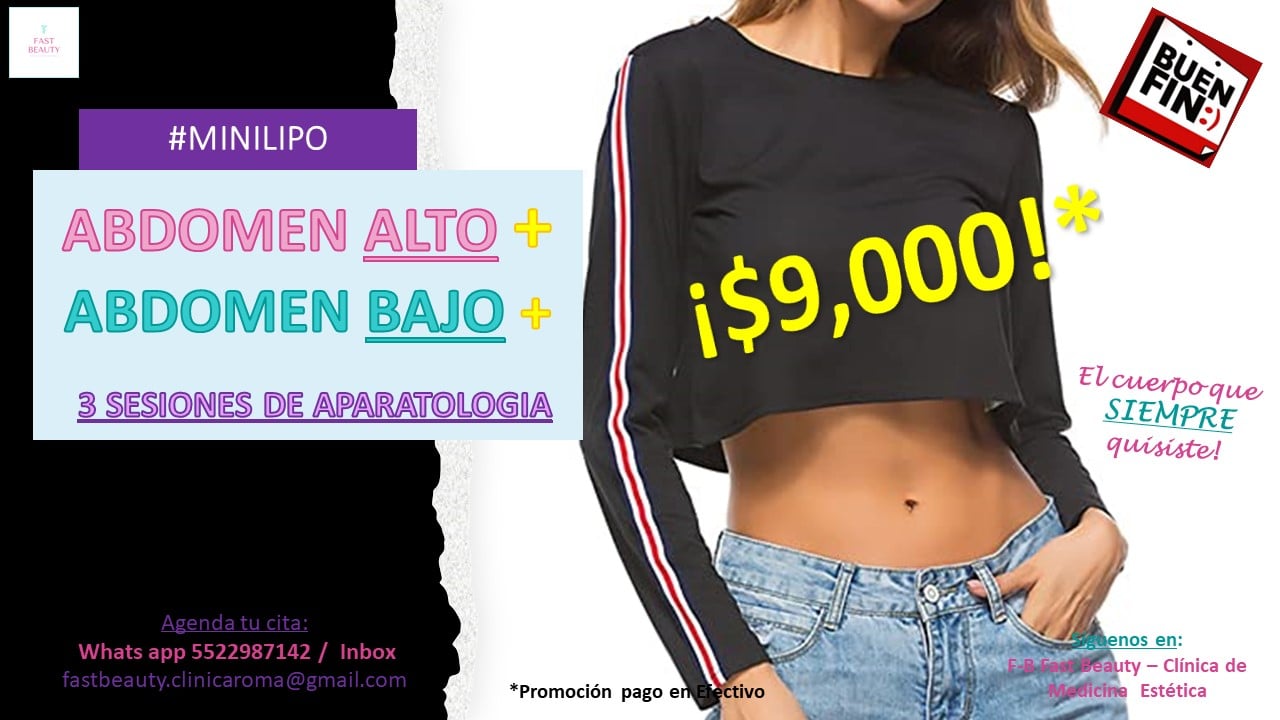 FAST
BEAUTY
BUEN
FIN:)
#MINILIPO
ABDOMEN ALTO +
ABDOMEN BAJO +
3 SESIONES DE APARATOLOGIA
¡$9,000!*
El cuerpo que
SIEMPRE
quisiste!
Agenda tu cita:
Whats app 5522987142 / Inbox
fastbeauty.clinicaroma@gmail.com
*Promoción pago en Efectivo
Síguenos en:
F-B Fast Beauty – Clínica de
Medicina Estética